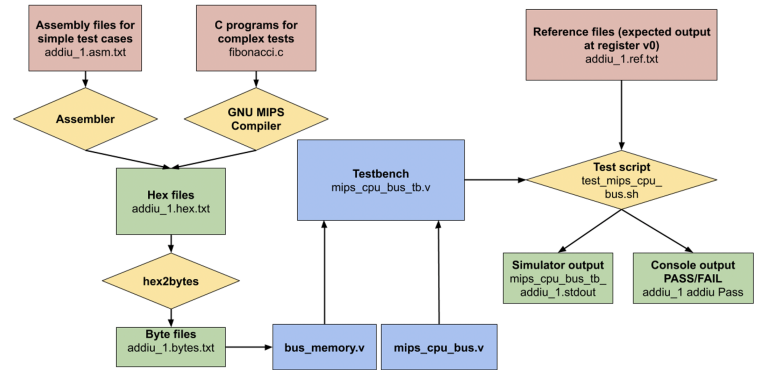 Assembly files for
simple test cases
addiu_1.asm.txt
C programs for
complex tests
fibonacci.c
Reference files (expected output
at register v0)
addiu_1.ref.txt
Assembler
GNU MIPS
Compiler
Testbench
mips_cpu_bus_tb.v
Test script
test_mips_cpu_
bus.sh
Hex files
addiu_1.hex.txt
hex2bytes
Simulator output
mips_cpu_bus_tb_
addiu_1.stdout
Console output
PASS/FAIL
addiu_1 addiu Pass
Byte files
addiu_1.bytes.txt
bus_memory.v
mips_cpu_bus.v